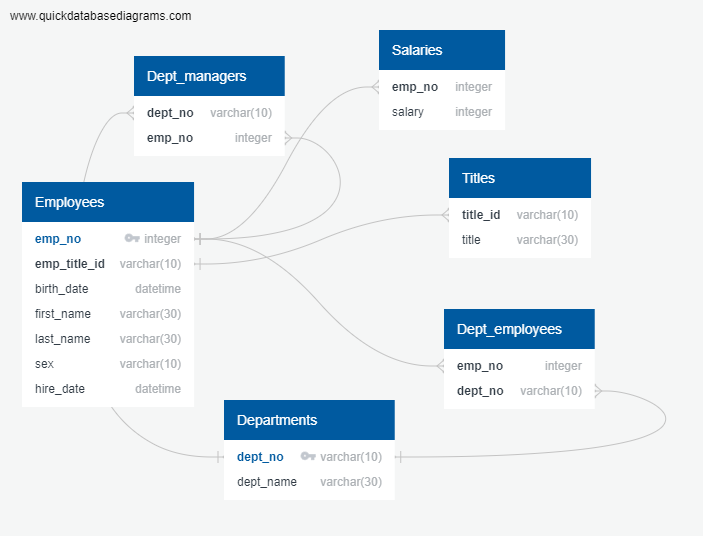 www.quickdatabasediagrams.com
Salaries
emp_no integer
salary integer
Dept_managers
dept_no varchar(10)
emp_no integer
Titles
title_id varchar(10)
title varchar(30)
Employees
emp_no integer
emp_title_id varchar(10)
birth_date datetime
first_name varchar(30)
last_name varchar(30)
sex varchar(10)
hire_date datetime
Dept_employees
emp_no integer
dept_no varchar(10)
Departments
dept_no varchar(10)
dept_name varchar(30)